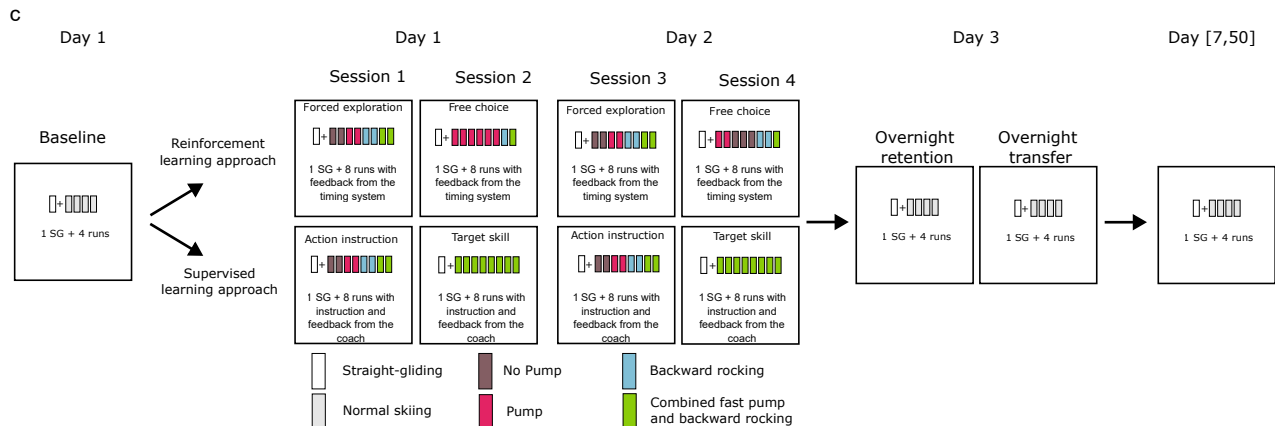 C
Day 1
Day 1
Day 2
Day 3
Day [7,50]
Session 1
Session 2
Session 3
Session 4
Baseline
+
1 SG + 4 runs
Reinforcement
learning approach
Supervised
learning approach
Forced exploration
+
1 SG + 8 runs with
feedback from the
timing system
Free choice
+
1 SG + 8 runs with
feedback from the
timing system
Forced exploration
+
1 SG + 8 runs with
feedback from the
timing system
Free choice
+
1 SG + 8 runs with
feedback from the
timing system
Action instruction
+
1 SG + 8 runs with
instruction and
feedback from the
coach
Target skill
+
1 SG + 8 runs with
instruction and
feedback from the
coach
Action instruction
+
1 SG + 8 runs with
instruction and
feedback from the
coach
Target skill
+
1 SG + 8 runs with
instruction and
feedback from the
coach
Overnight
retention
+
1 SG + 4 runs
Overnight
transfer
+
1 SG + 4 runs
+
1 SG + 4 runs
Straight-gliding
No Pump
Backward rocking
Normal skiing
Pump
Combined fast pump
and backward rocking